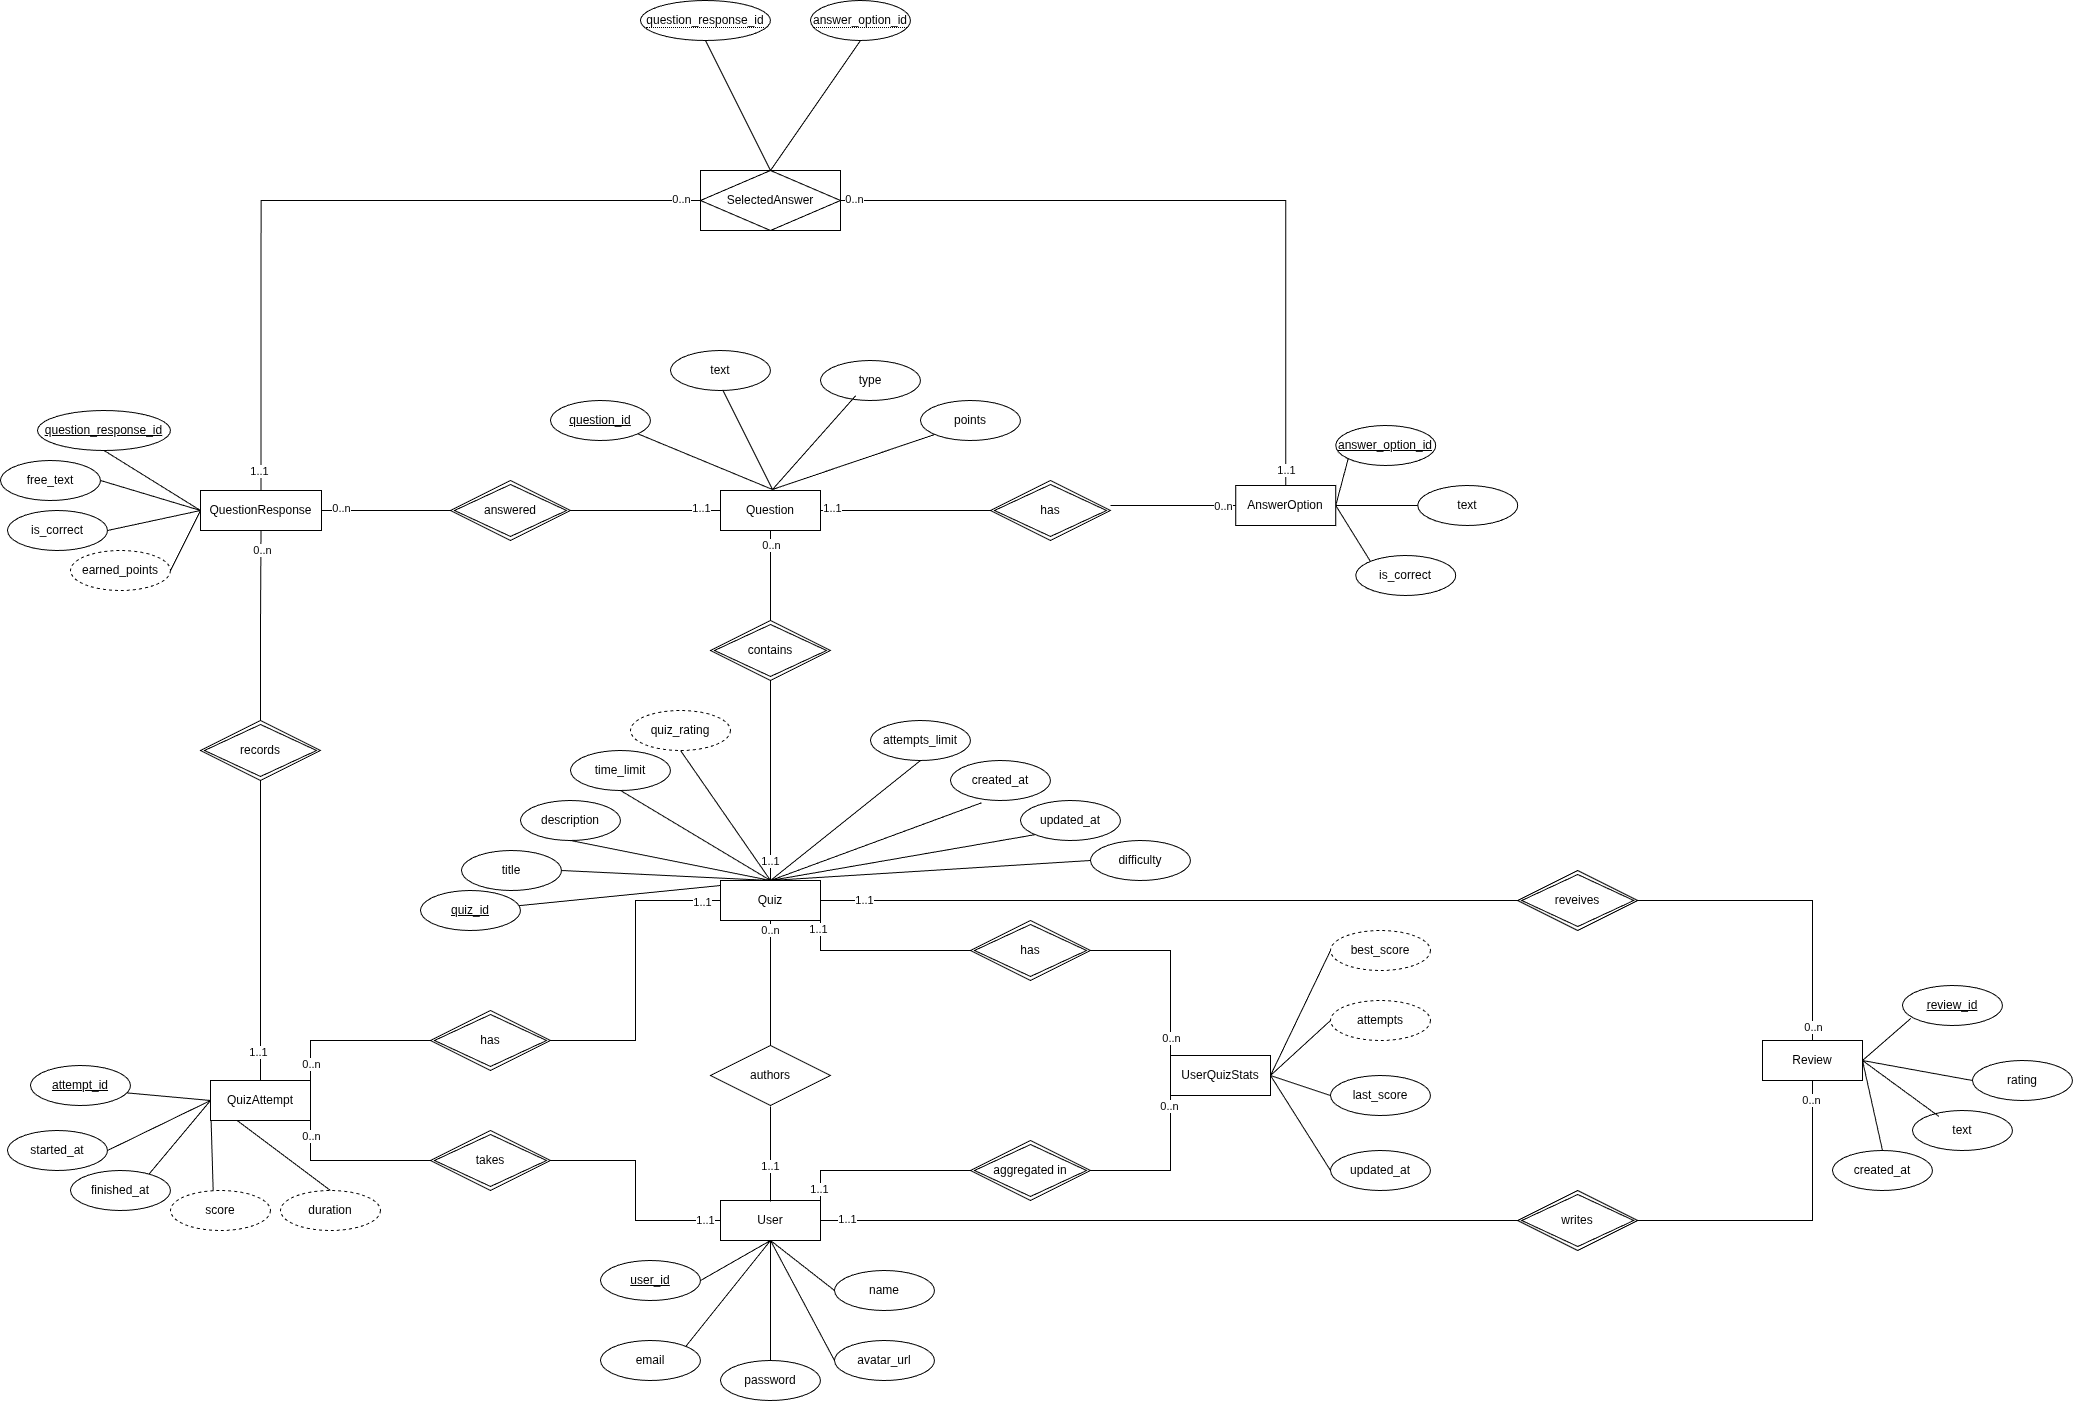 question_response_id
answer_option_id
SelectedAnswer
0..n
0..n
text
type
question_id
points
question_response_id
answer_option_id
free_text
1..1
1..1
QuestionResponse
0..n
answered
1..1
Question
1..1
has
0..n
AnswerOption
text
is_correct
0..n
0..n
earned_points
is_correct
contains
quiz_rating
attempts_limit
records
time_limit
created_at
description
updated_at
1..1
difficulty
title
quiz_id
1..1
Quiz
1..1
reveives
0..n
1..1
has
best_score
review_id
attempts
0..n
0..n
has
1..1
0..n
Review
authors
UserQuizStats
rating
attempt_id
QuizAttempt
last_score
0..n
0..n
text
0..n
started_at
takes
1..1
aggregated in
updated_at
created_at
finished_at
1..1
score
duration
1..1
User
1..1
writes
user_id
name
email
avatar_url
password